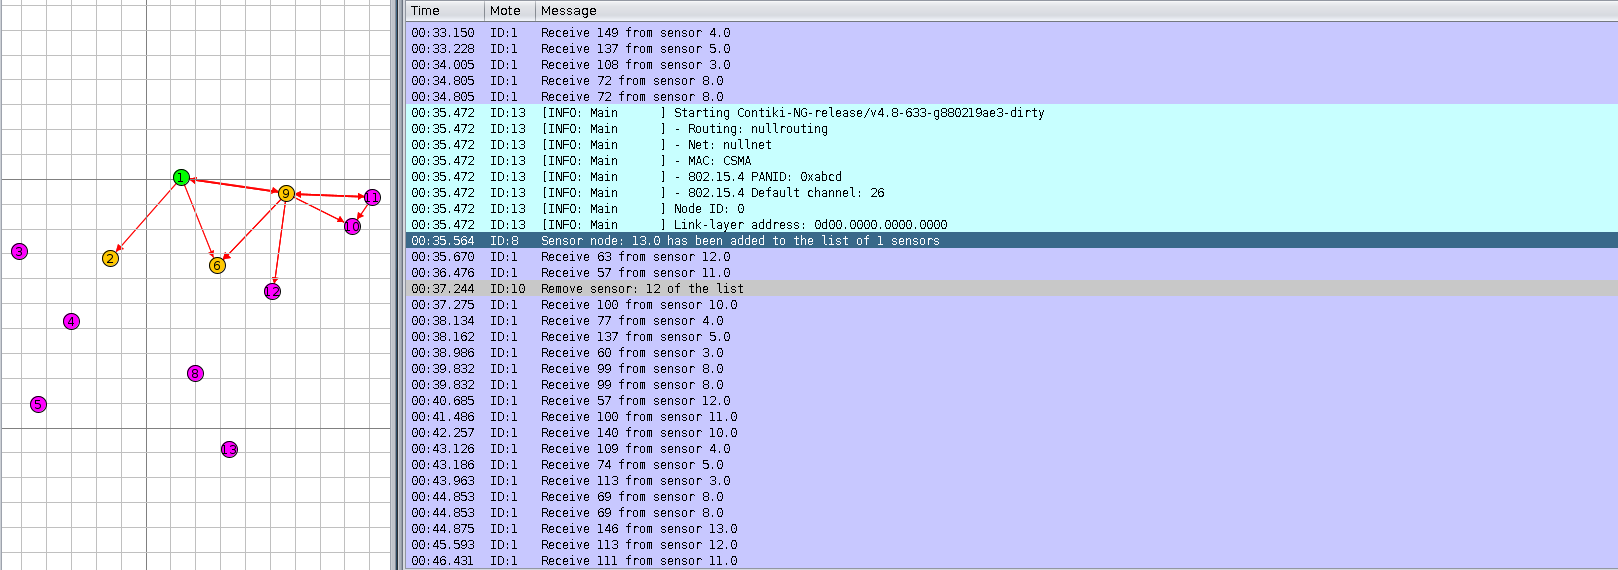 Time Mote Message
00:33.150 ID:1 Receive 149 from sensor 4.0
00:33.228 ID:1 Receive 137 from sensor 5.0
00:34.005 ID:1 Receive 108 from sensor 3.0
00:34.805 ID:1 Receive 72 from sensor 8.0
00:34.805 ID:1 Receive 72 from sensor 8.0
00:35.472 ID:13 [INFO: Main ] Starting Contiki-NG-release/v4.8-633-g880219ae3-dirty
00:35.472 ID:13 [INFO: Main ] - Routing: nullrouting
00:35.472 ID:13 [INFO: Main ] - Net: nullnet
00:35.472 ID:13 [INFO: Main ] - MAC: CSMA
00:35.472 ID:13 [INFO: Main ] - 802.15.4 PANID: 0xabcd
00:35.472 ID:13 [INFO: Main ] - 802.15.4 Default channel: 26
00:35.472 ID:13 [INFO: Main ] Node ID: 0
00:35.472 ID:13 [INFO: Main ] Link-layer address: 0d00.0000.0000.0000
00:35.564 ID:8 Sensor node: 13.0 has been added to the list of 1 sensors
00:35.670 ID:1 Receive 63 from sensor 12.0
00:36.476 ID:1 Receive 57 from sensor 11.0
00:37.244 ID:10 Remove sensor: 12 of the list
00:37.275 ID:1 Receive 100 from sensor 10.0
00:38.134 ID:1 Receive 77 from sensor 4.0
00:38.162 ID:1 Receive 137 from sensor 5.0
00:38.986 ID:1 Receive 60 from sensor 3.0
00:39.832 ID:1 Receive 99 from sensor 8.0
00:39.832 ID:1 Receive 99 from sensor 8.0
00:40.685 ID:1 Receive 57 from sensor 12.0
00:41.486 ID:1 Receive 100 from sensor 11.0
00:42.257 ID:1 Receive 140 from sensor 10.0
00:43.126 ID:1 Receive 109 from sensor 4.0
00:43.186 ID:1 Receive 74 from sensor 5.0
00:43.963 ID:1 Receive 113 from sensor 3.0
00:44.853 ID:1 Receive 69 from sensor 8.0
00:44.853 ID:1 Receive 69 from sensor 8.0
00:44.875 ID:1 Receive 146 from sensor 13.0
00:45.593 ID:1 Receive 113 from sensor 12.0
00:46.431 ID:1 Receive 111 from sensor 11.0
1
9
11
10
3
2
6
12
4
8
5
13